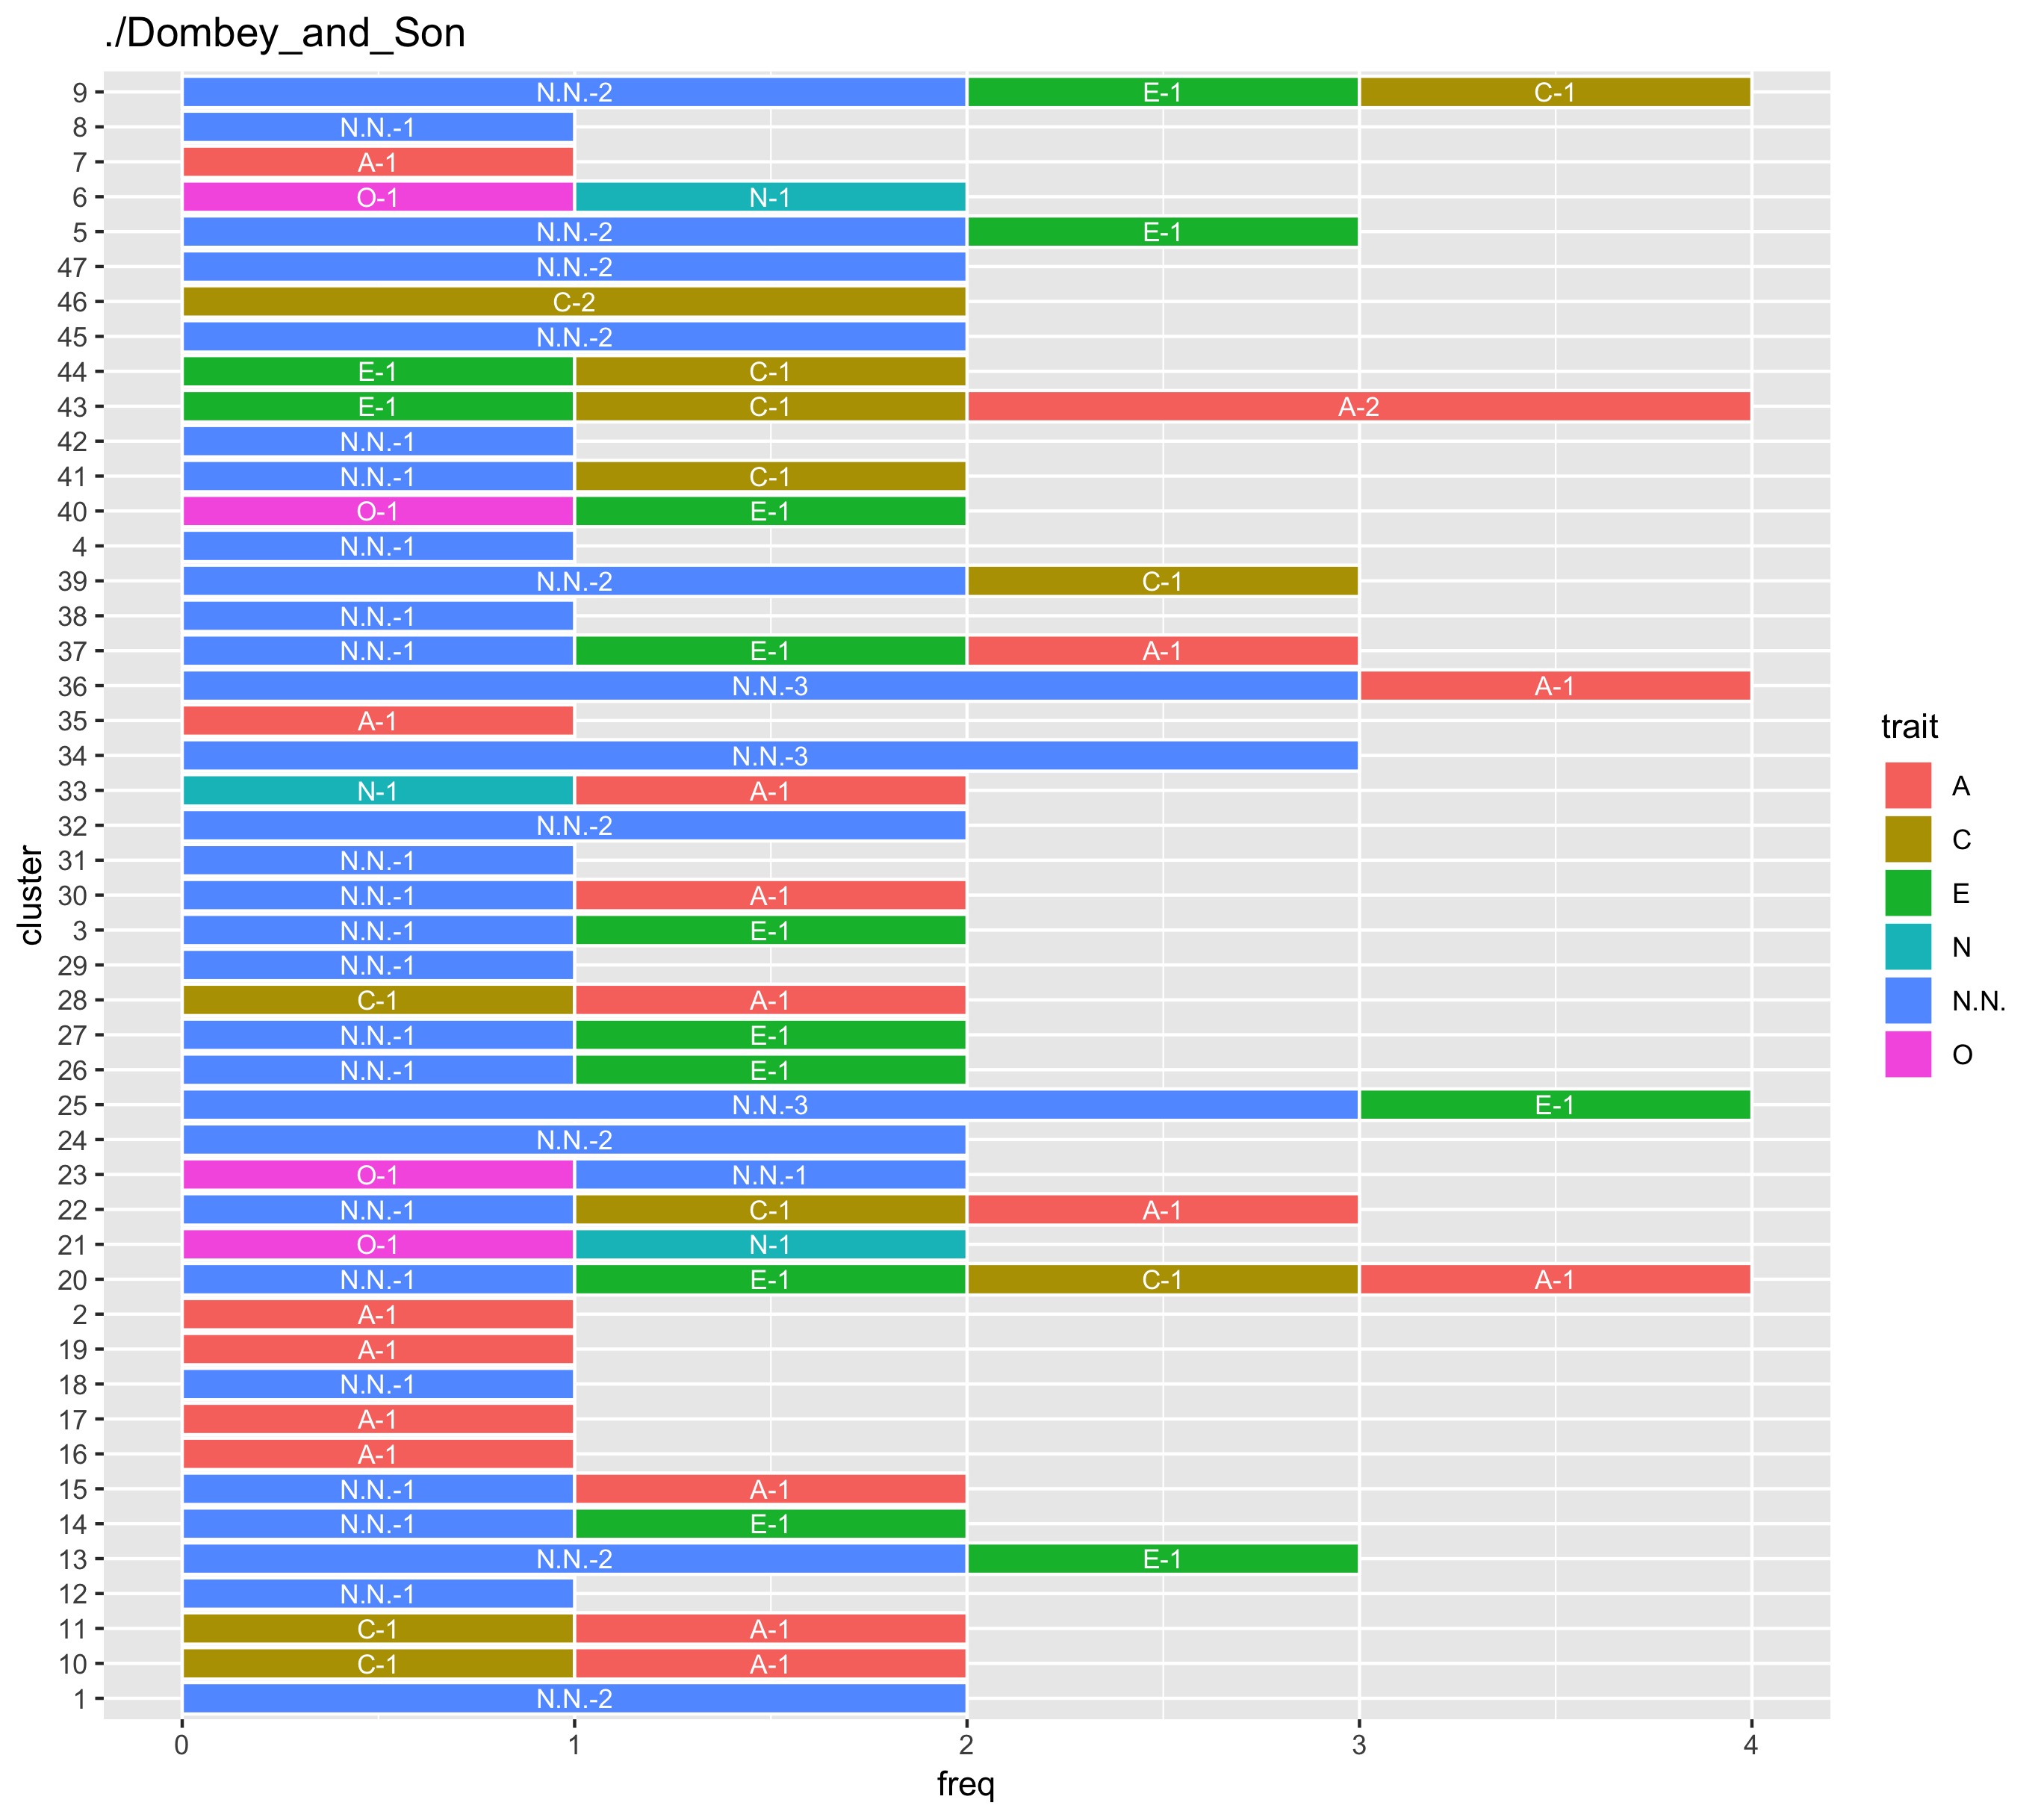 ./Dombey_and_Son
9 N.N.-2 E-1 C-1
8 N.N.-1
7 A-1
6 O-1 N-1
5 N.N.-2 E-1
47 N.N.-2
46 C-2
45 N.N.-2
44 E-1 C-1
43 E-1 C-1 A-2
42 N.N.-1
41 N.N.-1 C-1
40 O-1 E-1
4 N.N.-1
39 N.N.-2 C-1
38 N.N.-1
37 N.N.-1 E-1 A-1
36 N.N.-3 A-1
35 A-1
34 N.N.-3
33 N-1 A-1
32 N.N.-2
31 N.N.-1
30 N.N.-1 A-1
3 N.N.-1 E-1
29 N.N.-1
28 C-1 A-1
27 N.N.-1 E-1
26 N.N.-1 E-1
25 N.N.-3 E-1
24 N.N.-2
23 O-1 N.N.-1
22 N.N.-1 C-1 A-1
21 O-1 N-1
20 N.N.-1 E-1 C-1 A-1
2 A-1
19 A-1
18 N.N.-1
17 A-1
16 A-1
15 N.N.-1 A-1
14 N.N.-1 E-1
13 N.N.-2 E-1
12 N.N.-1
11 C-1 A-1
10 C-1 A-1
1 N.N.-2
0 1 2 3 4
freq
cluster
trait
A
C
E
N
N.N.
O